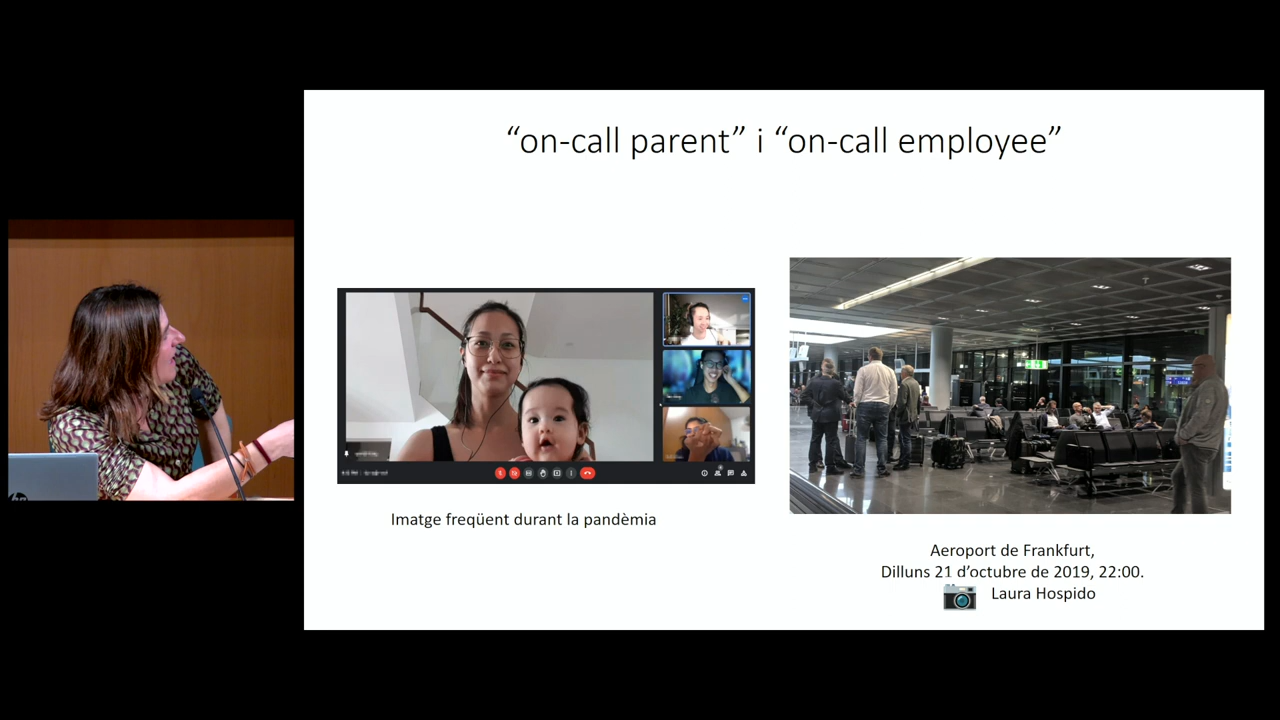 “on-call parent” i “on-call employee”
Imatge freqüent durant la pandèmia
Aeroport de Frankfurt,
Dilluns 21 d’octubre de 2019, 22:00.
Laura Hospido